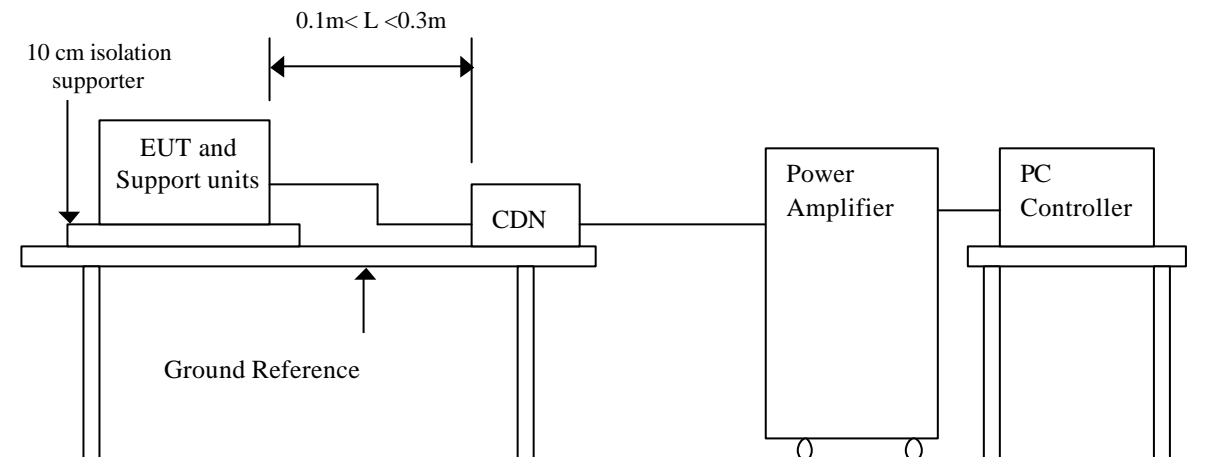 0.1m< L <0.3m
10 cm isolation
supporter
EUT and
Support units
CDN
Power
Amplifier
PC
Controller
Ground Reference